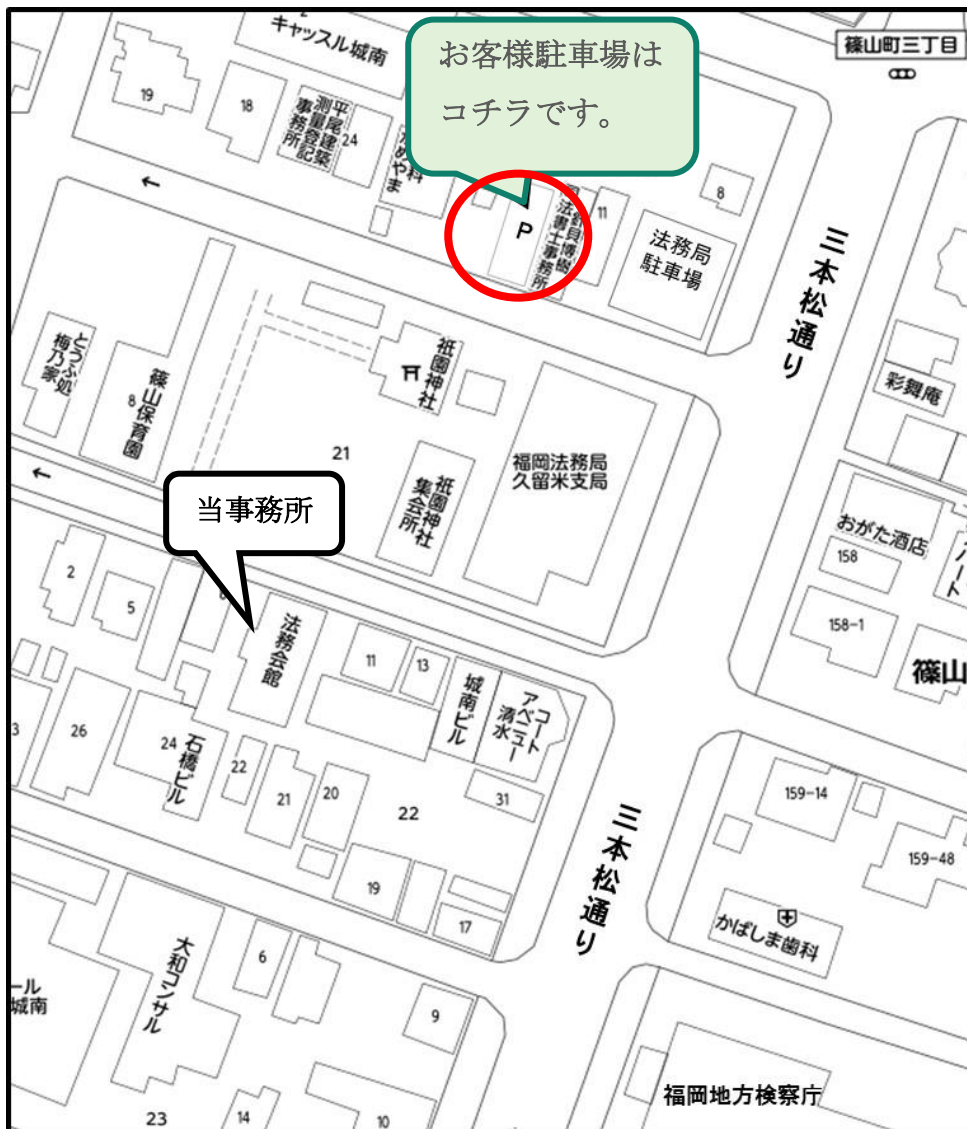 キャッスル城南
お客様駐車場は
コチラです。
篠山町三丁目
19
18
平尾建築
測量登記
事務所
24
11
8
P
法務局
駐車場
三本松通り
←
とうふ処
梅乃家
8
篠山保育園
祇園神社
21
祇園神社
集会所
福岡法務局
久留米支局
彩舞庵
←
当事務所
おがた酒店
158
158-1
篠山
2
5
法務会館
11
13
城南ビル
コート
アベニュー
清水
26
24
石橋ビル
22
21
20
22
31
19
17
三本松通り
159-14
159-48
かばしま歯科
大和コンサル
6
9
ール
城南
23
14
10
福岡地方検察庁